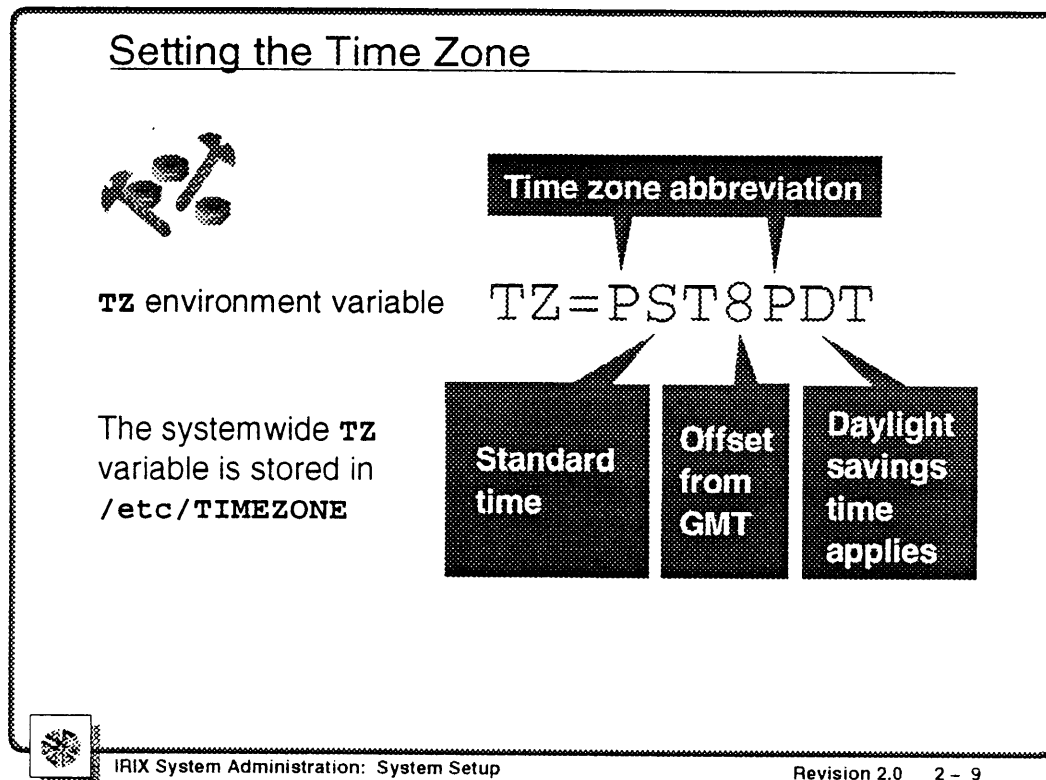 Setting the Time Zone
Time zone abbreviation
TZ environment variable
TZ=PST8PDT
The systemwide TZ
variable is stored in
/etc/TIMEZONE
Standard
time
Offset
from
GMT
Daylight
savings
time
applies
IRIX System Administration: System Setup
Revision 2.0 2 - 9